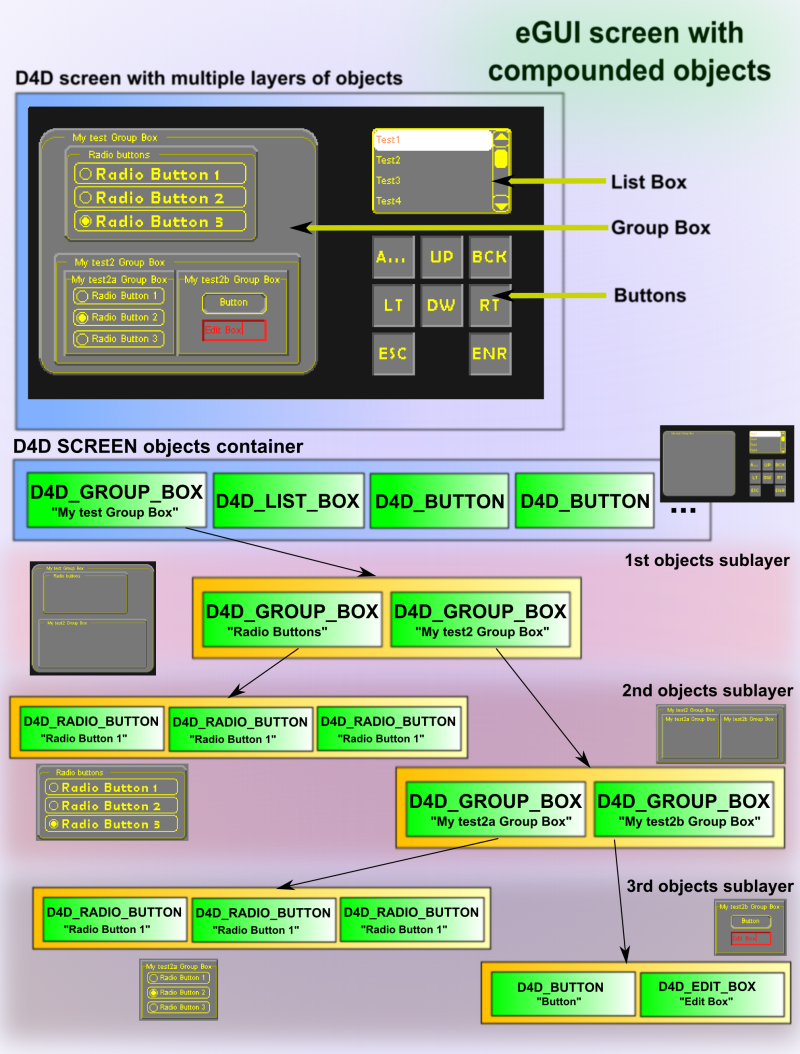 eGUI screen with
compounded objects
D4D screen with multiple layers of objects
My test Group Box
Radio buttons
Radio Button 1
Radio Button 2
Radio Button 3
My test2 Group Box
My test2a Group Box
Radio Button 1
Radio Button 2
Radio Button 3
My test2b Group Box
Button
Edit Box
Test1
Test2
Test3
Test4
A... UP BCK
LT DW RT
ESC ENR
List Box
Group Box
Buttons
D4D SCREEN objects container
D4D_GROUP_BOX
"My test Group Box"
D4D_LIST_BOX
D4D_BUTTON
D4D_BUTTON
...
A... UP BCK
LT DW RT
ESC ENR
1st objects sublayer
My test Group Box
Radio buttons
My test2 Group Box
D4D_GROUP_BOX
"Radio Buttons"
D4D_GROUP_BOX
"My test2 Group Box"
2nd objects sublayer
My test2 Group Box
My test2a Group Box
My test2b Group Box
D4D_RADIO_BUTTON
"Radio Button 1"
D4D_RADIO_BUTTON
"Radio Button 1"
D4D_RADIO_BUTTON
"Radio Button 1"
Radio buttons
Radio Button 1
Radio Button 2
Radio Button 3
D4D_GROUP_BOX
"My test2a Group Box"
D4D_GROUP_BOX
"My test2b Group Box"
3rd objects sublayer
My test2b Group Box
Button
Edit Box
D4D_RADIO_BUTTON
"Radio Button 1"
D4D_RADIO_BUTTON
"Radio Button 1"
D4D_RADIO_BUTTON
"Radio Button 1"
My test2a Group Box
Radio Button 1
Radio Button 2
Radio Button 3
D4D_BUTTON
"Button"
D4D_EDIT_BOX
"Edit Box"